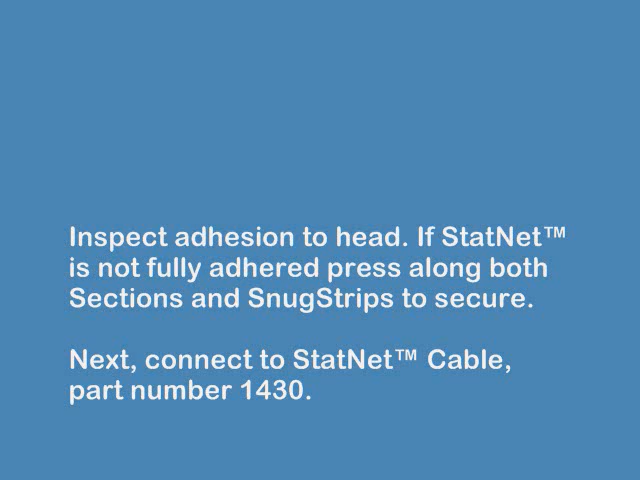 Inspect adhesion to head. If StatNet™
is not fully adhered press along both
Sections and SnugStrips to secure.
Next, connect to StatNet™ Cable,
part number 1430.